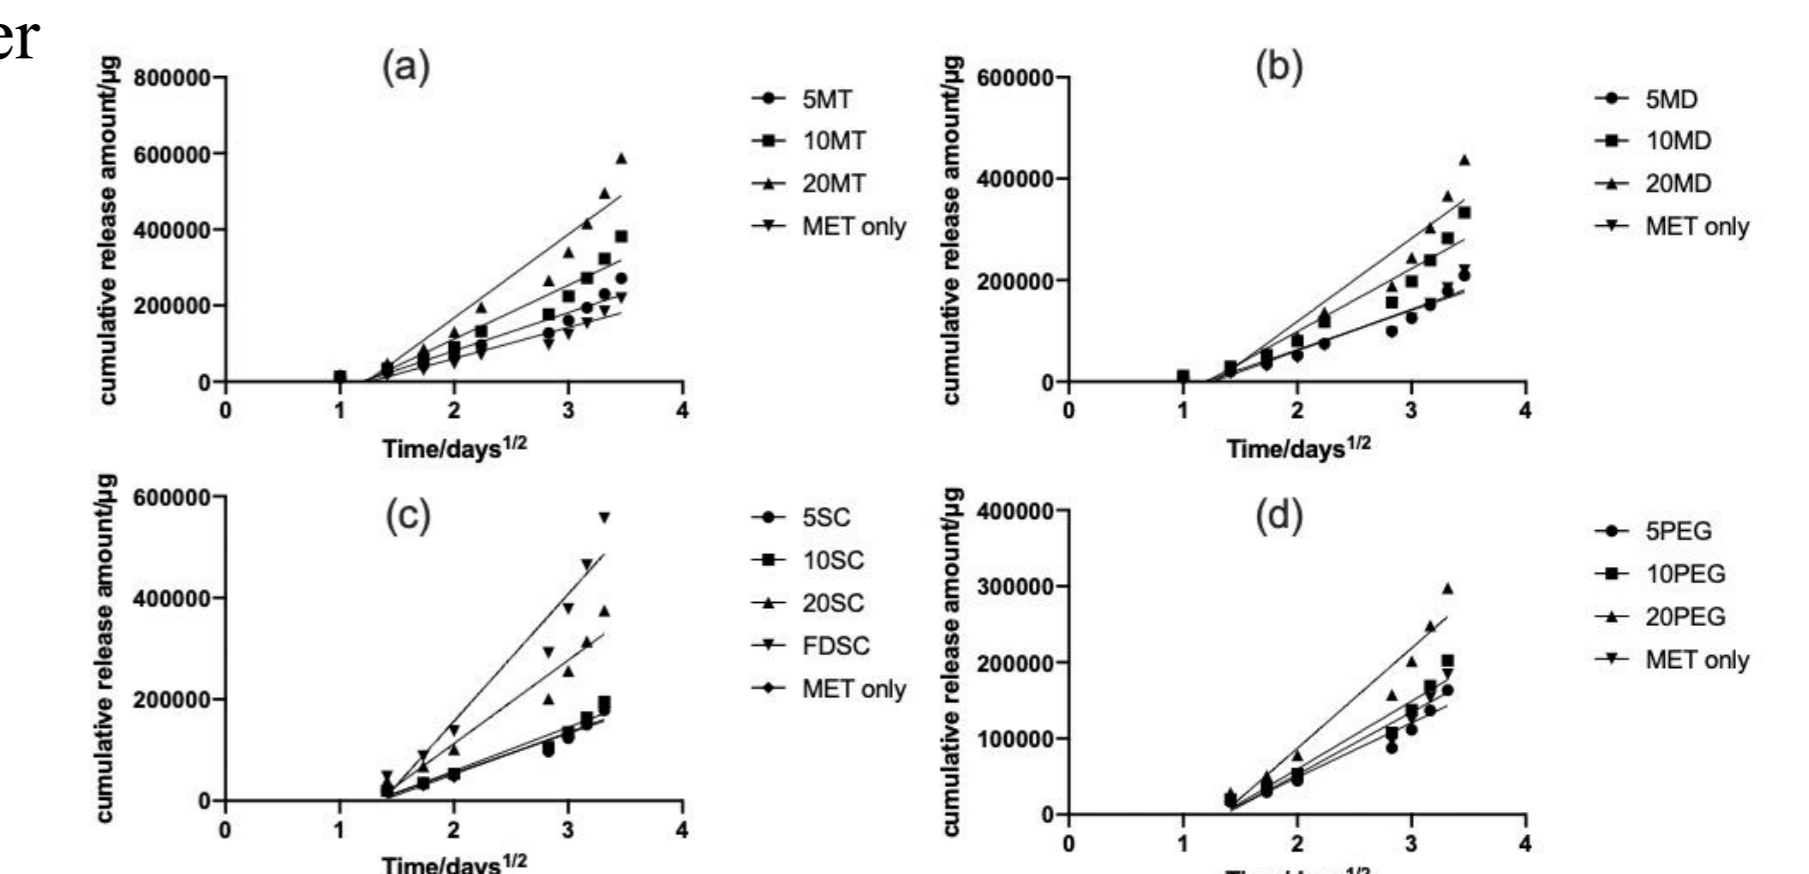 er
(a)
cumulative release amount/µg
800000
600000
400000
200000
0
0 1 2 3 4
Time/days1/2
5MT
10MT
20MT
MET only
(b)
cumulative release amount/µg
600000
400000
200000
0
0 1 2 3 4
Time/days1/2
5MD
10MD
20MD
MET only
(c)
cumulative release amount/µg
600000
400000
200000
0
0 1 2 3 4
Time/days1/2
5SC
10SC
20SC
FDSC
MET only
(d)
cumulative release amount/µg
400000
300000
200000
100000
0
0 1 2 3 4
Time/days1/2
5PEG
10PEG
20PEG
MET only